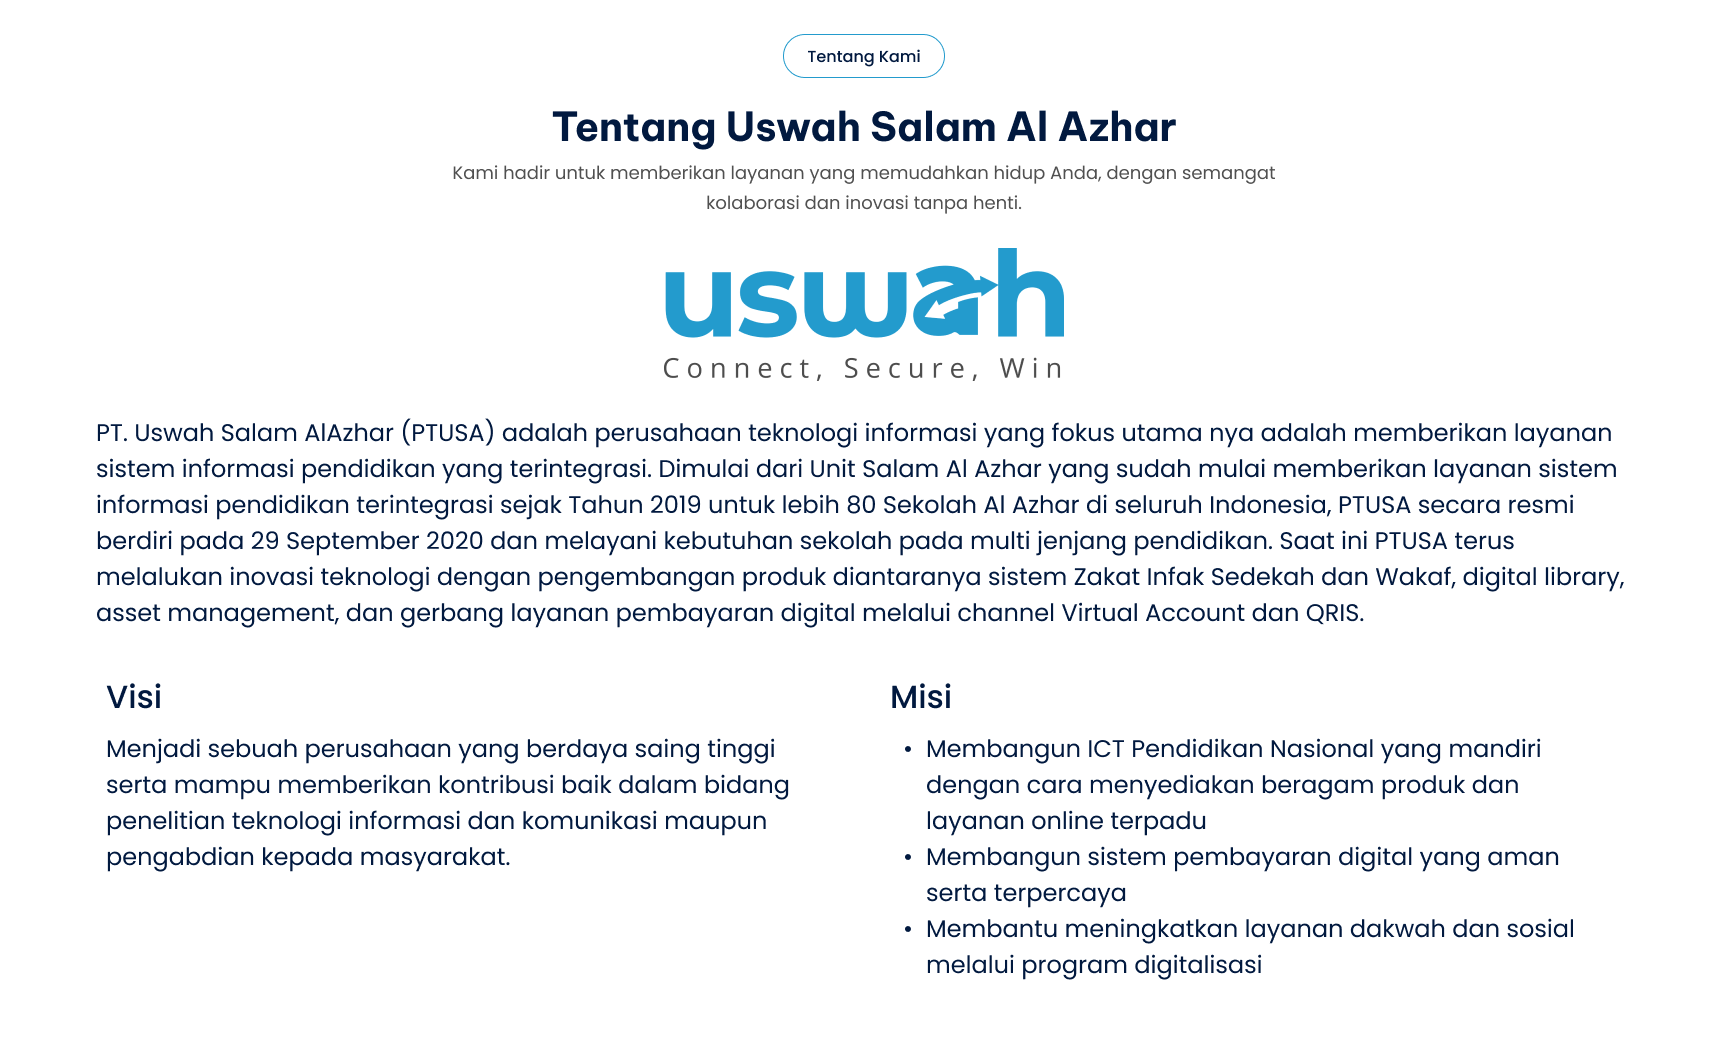 Tentang Kami
Tentang Uswah Salam Al Azhar
Kami hadir untuk memberikan layanan yang memudahkan hidup Anda, dengan semangat
kolaborasi dan inovasi tanpa henti.
uswah
Connect, Secure, Win
PT. Uswah Salam AlAzhar (PTUSA) adalah perusahaan teknologi informasi yang fokus utama nya adalah memberikan layanan
sistem informasi pendidikan yang terintegrasi. Dimulai dari Unit Salam Al Azhar yang sudah mulai memberikan layanan sistem
informasi pendidikan terintegrasi sejak Tahun 2019 untuk lebih 80 Sekolah Al Azhar di seluruh Indonesia, PTUSA secara resmi
berdiri pada 29 September 2020 dan melayani kebutuhan sekolah pada multi jenjang pendidikan. Saat ini PTUSA terus
melalukan inovasi teknologi dengan pengembangan produk diantaranya sistem Zakat Infak Sedekah dan Wakaf, digital library,
asset management, dan gerbang layanan pembayaran digital melalui channel Virtual Account dan QRIS.
Visi
Menjadi sebuah perusahaan yang berdaya saing tinggi
serta mampu memberikan kontribusi baik dalam bidang
penelitian teknologi informasi dan komunikasi maupun
pengabdian kepada masyarakat.
Misi
• Membangun ICT Pendidikan Nasional yang mandiri
dengan cara menyediakan beragam produk dan
layanan online terpadu
• Membangun sistem pembayaran digital yang aman
serta terpercaya
• Membantu meningkatkan layanan dakwah dan sosial
melalui program digitalisasi